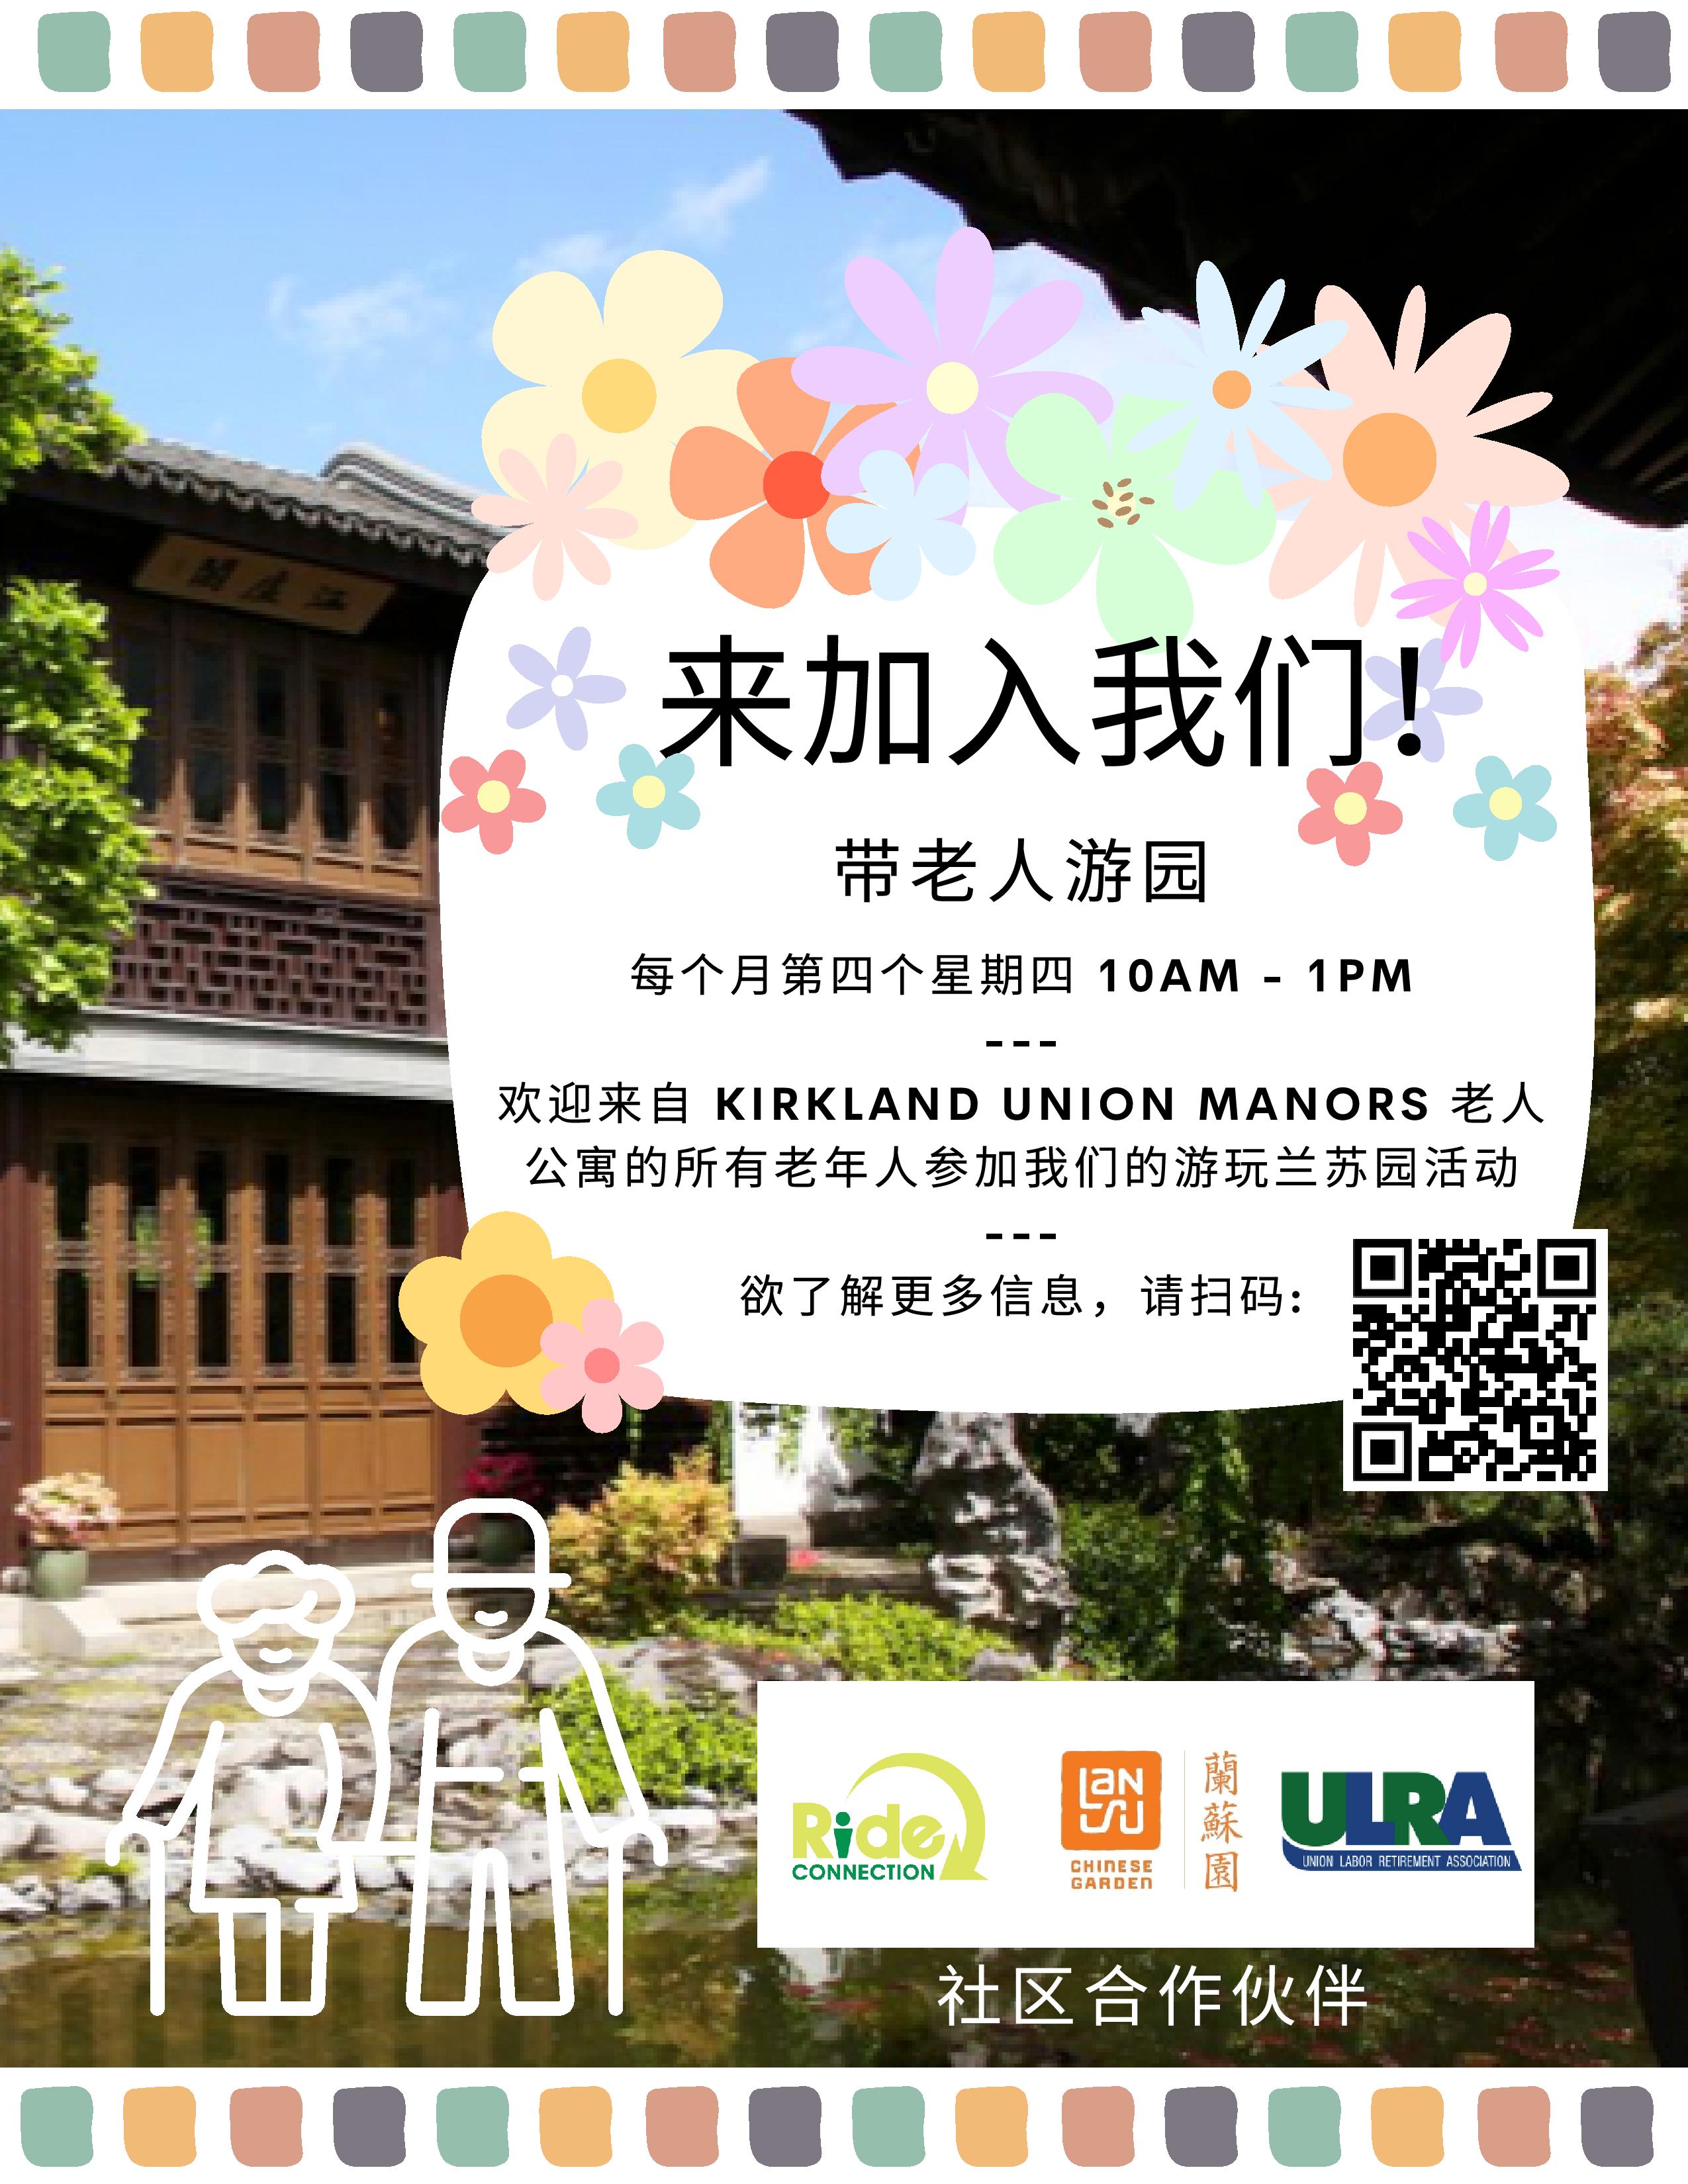 来加入我们!
带老人游园
每个月第四个星期四 10AM - 1PM
---
欢迎来自 KIRKLAND UNION MANORS 老人
公寓的所有老年人参加我们的游玩兰苏园活动
---
欲了解更多信息，请扫码:
Ride
CONNECTION
LAN
SU
CHINESE
GARDEN
蘭蘇園
ULRA
UNION LABOR RETIREMENT ASSOCIATION
社区合作伙伴